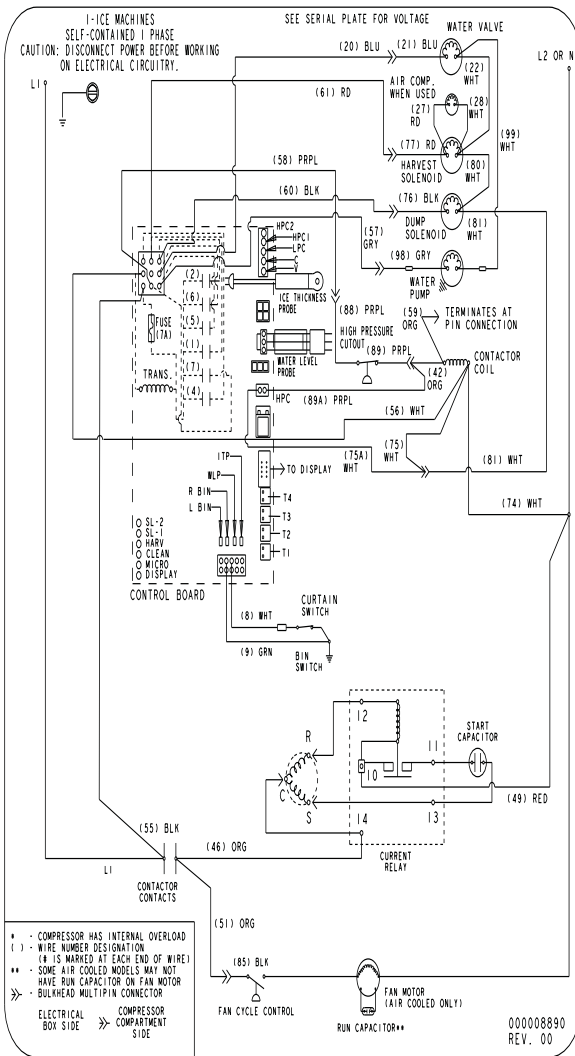 I-ICE MACHINES
SELF-CONTAINED I PHASE
CAUTION: DISCONNECT POWER BEFORE WORKING
ON ELECTRICAL CIRCUITRY.
SEE SERIAL PLATE FOR VOLTAGE
WATER VALVE
(20) BLU
(21) BLU
L2 OR N
(22)
WHT
LI
AIR COMP.
WHEN USED
(61) RD
(27)
RD
(28)
WHT
(99)
WHT
(77) RD
(80)
WHT
(58) PRPL
HARVEST
SOLENOID
(60) BLK
(76) BLK
DUMP
SOLENOID
(81)
WHT
HPC2
HPCI
LPC
C
V
(57)
GRY
(98) GRY
WATER
PUMP
(2)
(6)
(5)
(1)
(7)
(4)
ICE THICKNESS
PROBE
FUSE
(7A)
(88) PRPL
(59)
ORG
TERMINATES AT
PIN CONNECTION
HIGH PRESSURE
CUTOUT
(89) PRPL
(42)
ORG
CONTACTOR
COIL
WATER LEVEL
PROBE
TRANS.
HPC
(89A) PRPL
(56) WHT
(75)
WHT
(75A)
WHT
(81) WHT
TO DISPLAY
(74) WHT
ITP
WLP
R BIN
L BIN
T4
T3
T2
TI
SL-2
SL-1
HARV
CLEAN
MICRO
DISPLAY
CONTROL BOARD
CURTAIN
SWITCH
(8) WHT
(9) GRN
BIN
SWITCH
R
C
S
12
10
11
13
14
START
CAPACITOR
(49) RED
CURRENT
RELAY
(55) BLK
(46) ORG
LI
CONTACTOR
CONTACTS
(51) ORG
(85) BLK
FAN CYCLE CONTROL
FAN MOTOR
(AIR COOLED ONLY)
RUN CAPACITOR**
* - COMPRESSOR HAS INTERNAL OVERLOAD
( ) - WIRE NUMBER DESIGNATION
(# IS MARKED AT EACH END OF WIRE)
** - SOME AIR COOLED MODELS MAY NOT
HAVE RUN CAPACITOR ON FAN MOTOR
- BULKHEAD MULTIPIN CONNECTOR
ELECTRICAL
BOX SIDE
COMPRESSOR
COMPARTMENT
SIDE
000008890
REV. 00